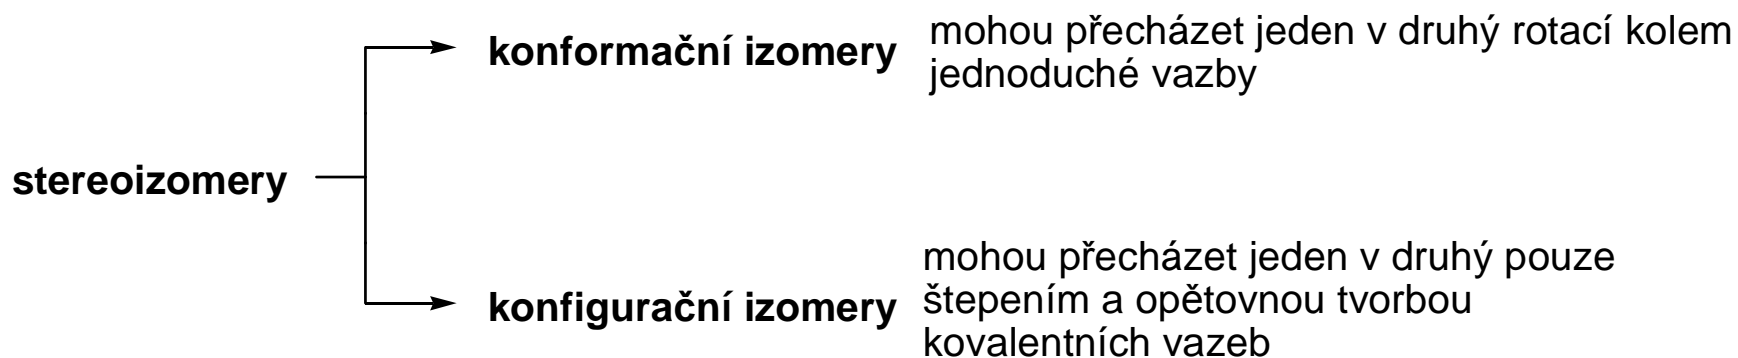 stereoizomery
konformační izomery
mohou přecházet jeden v druhý rotací kolem
jednoduché vazby
konfigurační izomery
mohou přecházet jeden v druhý pouze
štepením a opětovnou tvorbou
kovalentních vazeb